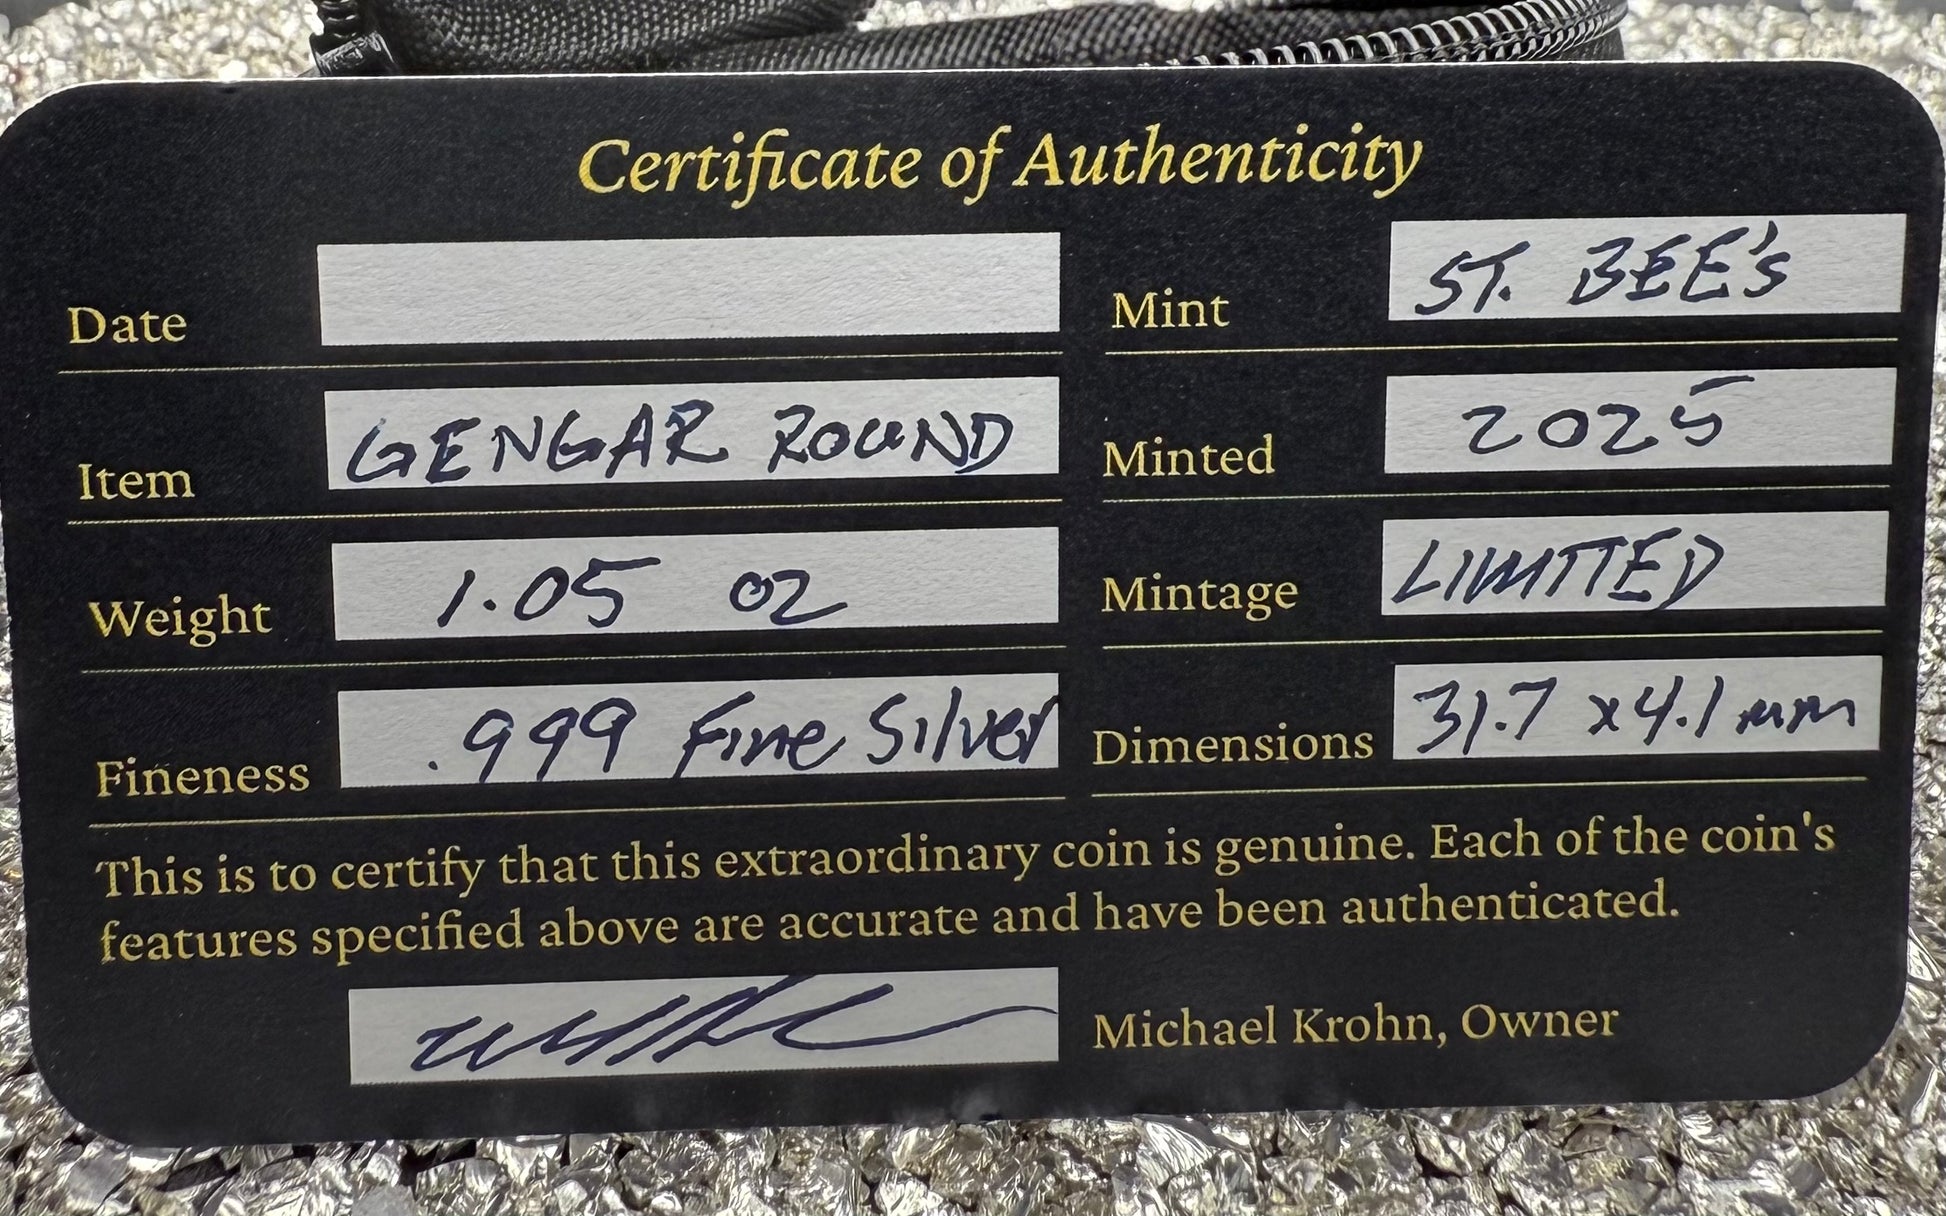 Certificate of Authenticity
Date
Mint ST. BEE's
Item GENGAR ROUND
Minted 2025
Weight 1.05 oz
Mintage LIMITED
Fineness .999 Fine Silver
Dimensions 31.7 x 4.1 mm
This is to certify that this extraordinary coin is genuine. Each of the coin's
features specified above are accurate and have been authenticated.
Michael Krohn, Owner